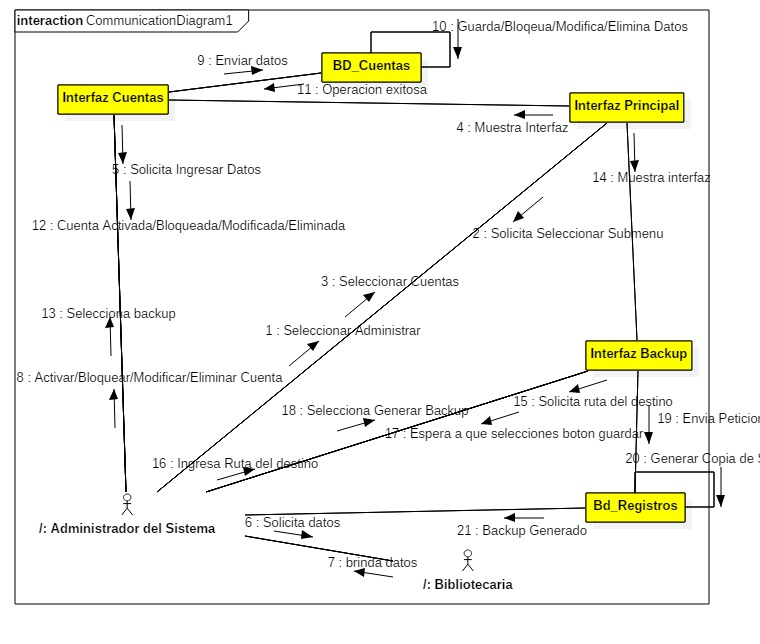 interaction CommunicationDiagram1
10 : Guarda/Bloqeua/Modifica/Elimina Datos
9 : Enviar datos
BD_Cuentas
11 : Operacion exitosa
Interfaz Cuentas
Interfaz Principal
4 : Muestra Interfaz
5 : Solicita Ingresar Datos
14 : Muestra interfaz
12 : Cuenta Activada/Bloqueada/Modificada/Eliminada
2 : Solicita Seleccionar Submenu
3 : Seleccionar Cuentas
13 : Selecciona backup
1 : Seleccionar Administrar
Interfaz Backup
8 : Activar/Bloquear/Modificar/Eliminar Cuenta
15 : Solicita ruta del destino
18 : Selecciona Generar Backup
19 : Envia Peticion
17 : Espera a que selecciones boton guardar
16 : Ingresa Ruta del destino
20 : Generar Copia de S
Bd_Registros
/: Administrador del Sistema
6 : Solicita datos
21 : Backup Generado
7 : brinda datos
/: Bibliotecaria